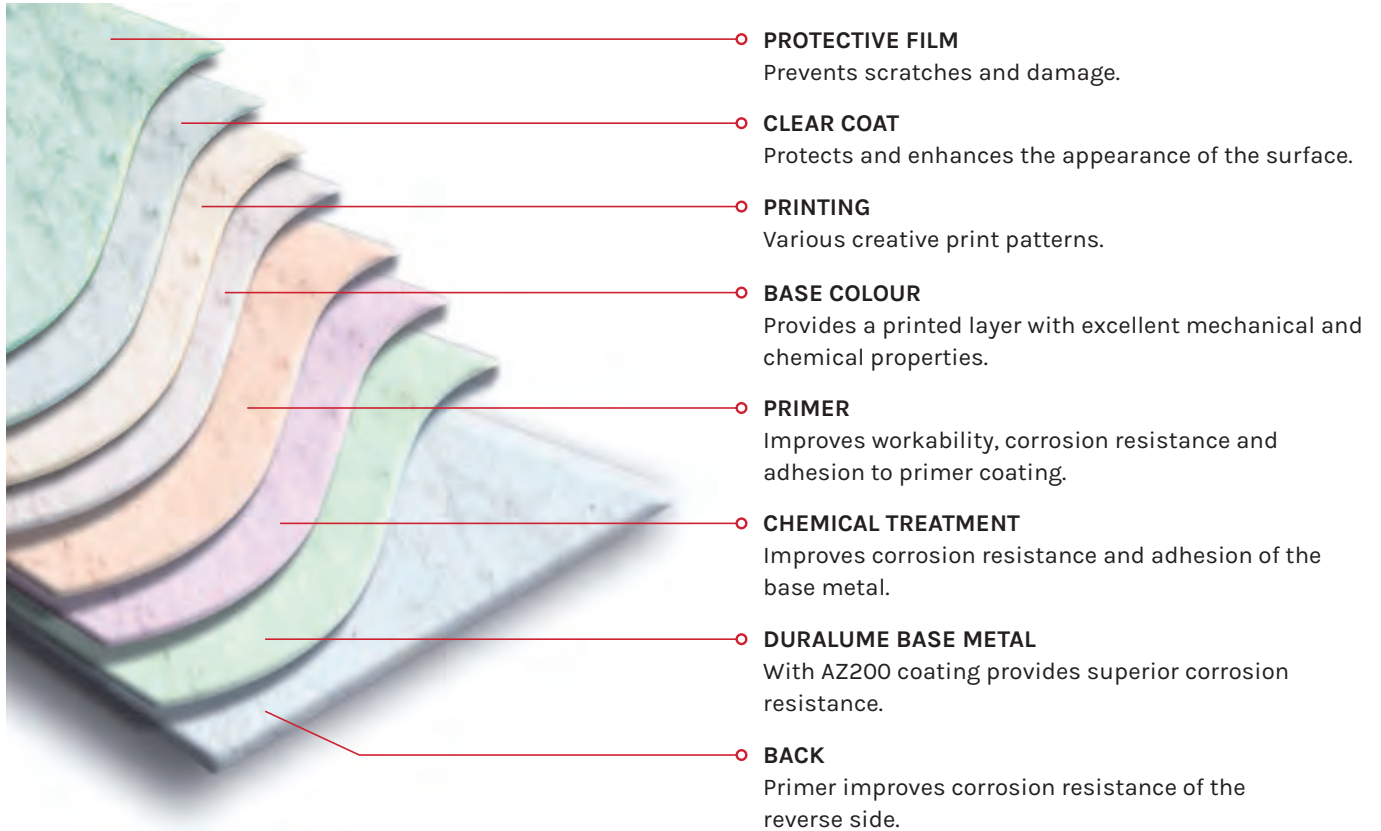 PROTECTIVE FILM
Prevents scratches and damage.
CLEAR COAT
Protects and enhances the appearance of the surface.
PRINTING
Various creative print patterns.
BASE COLOUR
Provides a printed layer with excellent mechanical and
chemical properties.
PRIMER
Improves workability, corrosion resistance and
adhesion to primer coating.
CHEMICAL TREATMENT
Improves corrosion resistance and adhesion of the
base metal.
DURALUME BASE METAL
With AZ200 coating provides superior corrosion
resistance.
BACK
Primer improves corrosion resistance of the
reverse side.